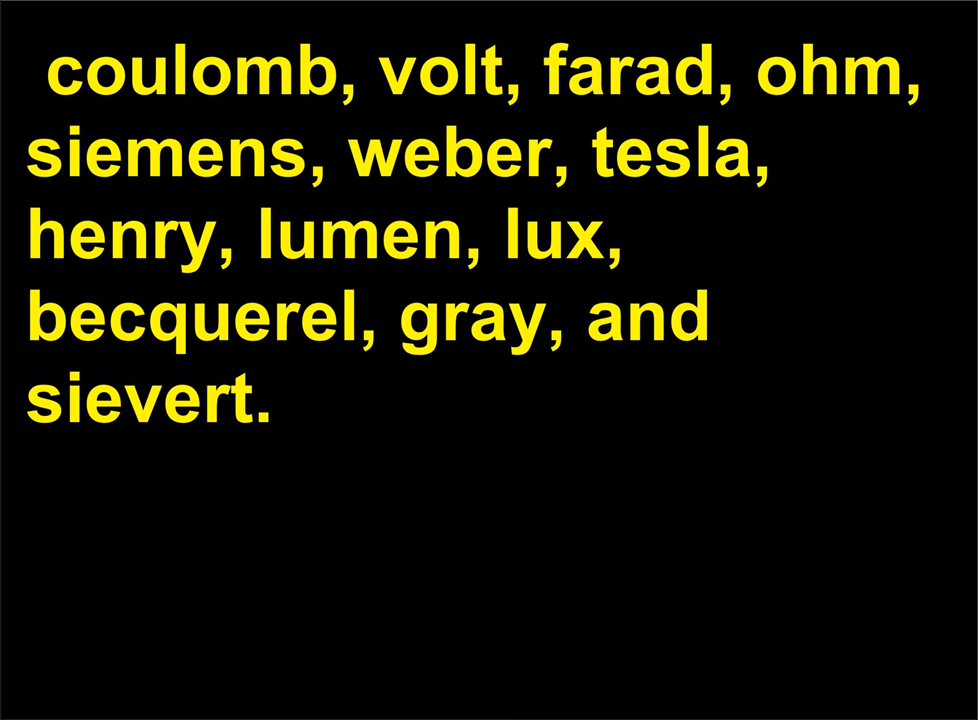 coulomb, volt, farad, ohm,
siemens, weber, tesla,
henry, lumen, lux,
becquerel, gray, and
sievert.